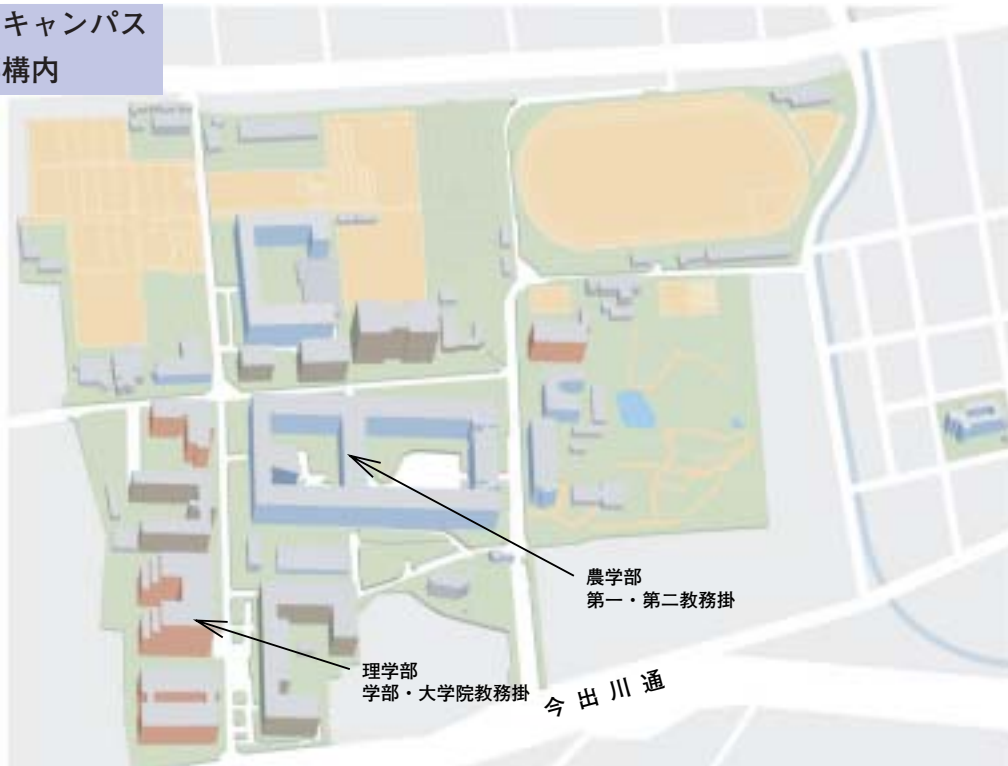 キャンパス
構内
農学部
第一・第二教務掛
理学部
学部・大学院教務掛
今出川通